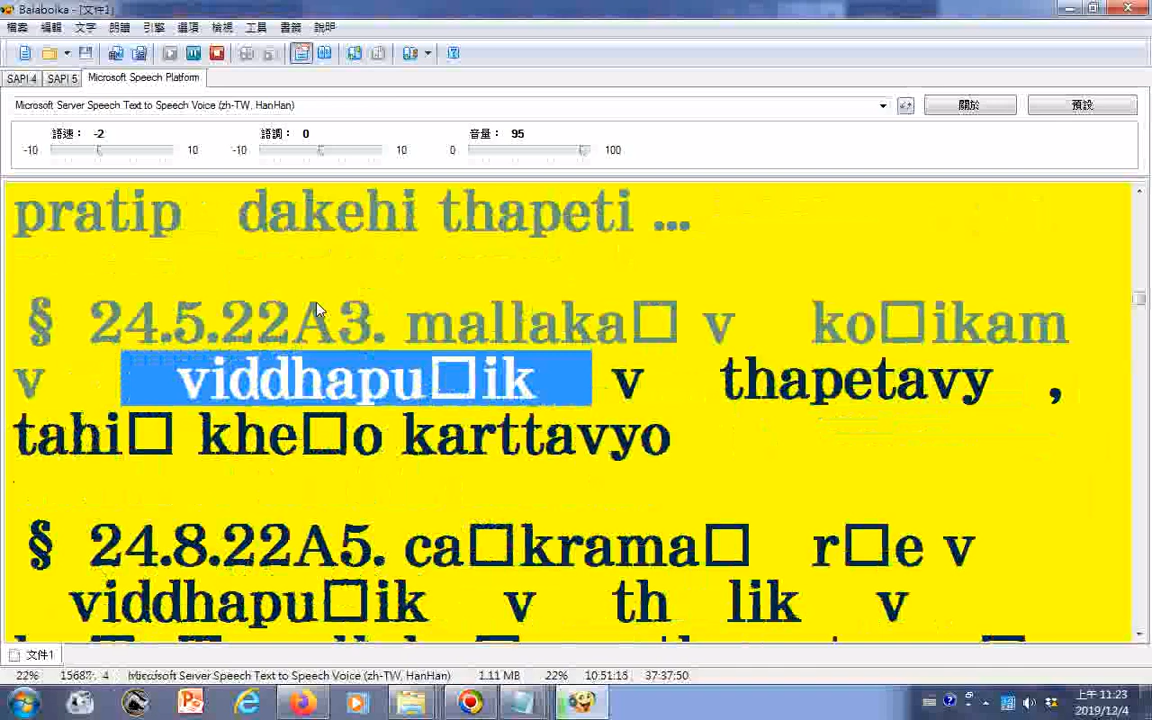 Balabolka - [文件1]
檔案 編輯 文字 朗讀 引擎 選項 檢視 工具 書籤 說明
SAPI 4 SAPI 5 Microsoft Speech Platform
Microsoft Server Speech Text to Speech Voice (zh-TW, HanHan) 關於 預設
語速： -2 語調： 0 音量： 95
-10 10 -10 10 0 100
pratip dakehi thapeti ...
§ 24.5.22A3. mallaka□ v ko□ikam
v viddhapu□ik v thapetavy ,
tahi□ khe□o karttavyo
§ 24.8.22A5. ca□krama□ r□e v
viddhapu□ik v th lik v
文件1
22% Microsoft Server Speech Text to Speech Voice (zh-TW, HanHan) 1.11 MB 22% 10:51:15 37:37:50
上午 11:23
2019/12/4